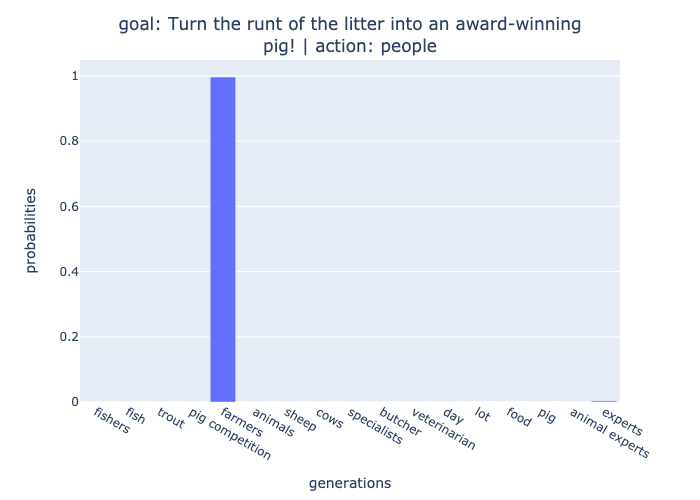 goal: Turn the runt of the litter into an award-winning
pig! | action: people
probabilities
1
0.8
0.6
0.4
0.2
0
fishers
fish
trout
pig competition
farmers
animals
sheep
cows
specialists
butcher
veterinarian
day
lot
food
pig
animal experts
experts
generations